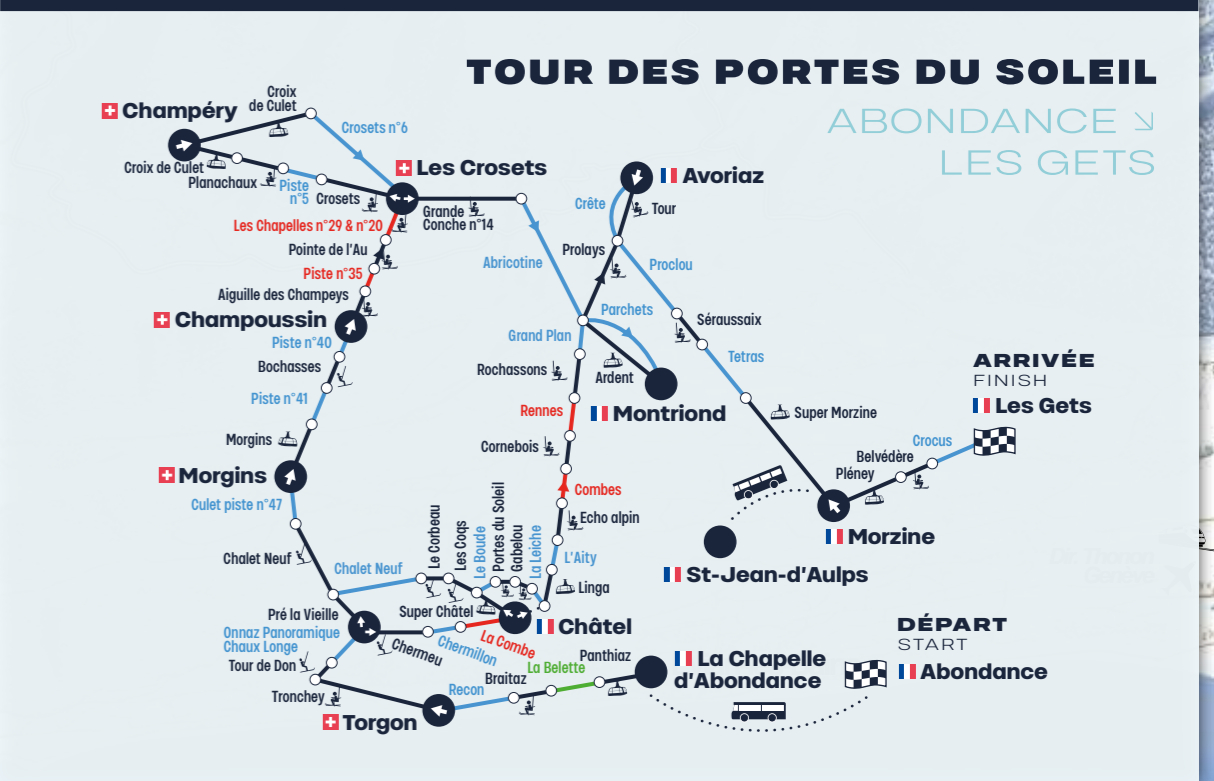 TOUR DES PORTES DU SOLEIL
ABONDANCE
LES GETS
Croix
de Culet
Champéry
Crosets n°6
Croix de Culet
Planachaux
Piste
n°5
Crosets
Les Crosets
Grande
Conche n°14
Avoriaz
Crête
Tour
Les Chapelles n°29 & n°20
Pointe de l'Au
Piste n°35
Aiguille des Champeys
Abricotine
Prolays
Proclou
Champoussin
Piste n°40
Bochasses
Piste n°41
Morgins
Morgins
Culet piste n°47
Chalet Neuf
Parchets
Grand Plan
Séraussaix
Rochassons
Ardent
Tetras
Montriond
Rennes
Super Morzine
Cornebois
ARRIVÉE
FINISH
Les Gets
Crocus
Belvédère
Pléney
Combes
Echo alpin
Morzine
L'Aity
Linga
St-Jean-d'Aulps
Chalet Neuf
Le Corbeau
Les Coqs
Le Boude
Portes du Soleil
Gabelou
La Leiche
Pré la Vieille
Super Châtel
Châtel
Onnaz Panoramique
Chaux Longe
Tour de Don
Chermeu
Chermillon
La Combe
Tronchey
Torgon
Recon
Braitaz
La Belette
Panthiaz
La Chapelle
d'Abondance
DÉPART
START
Abondance